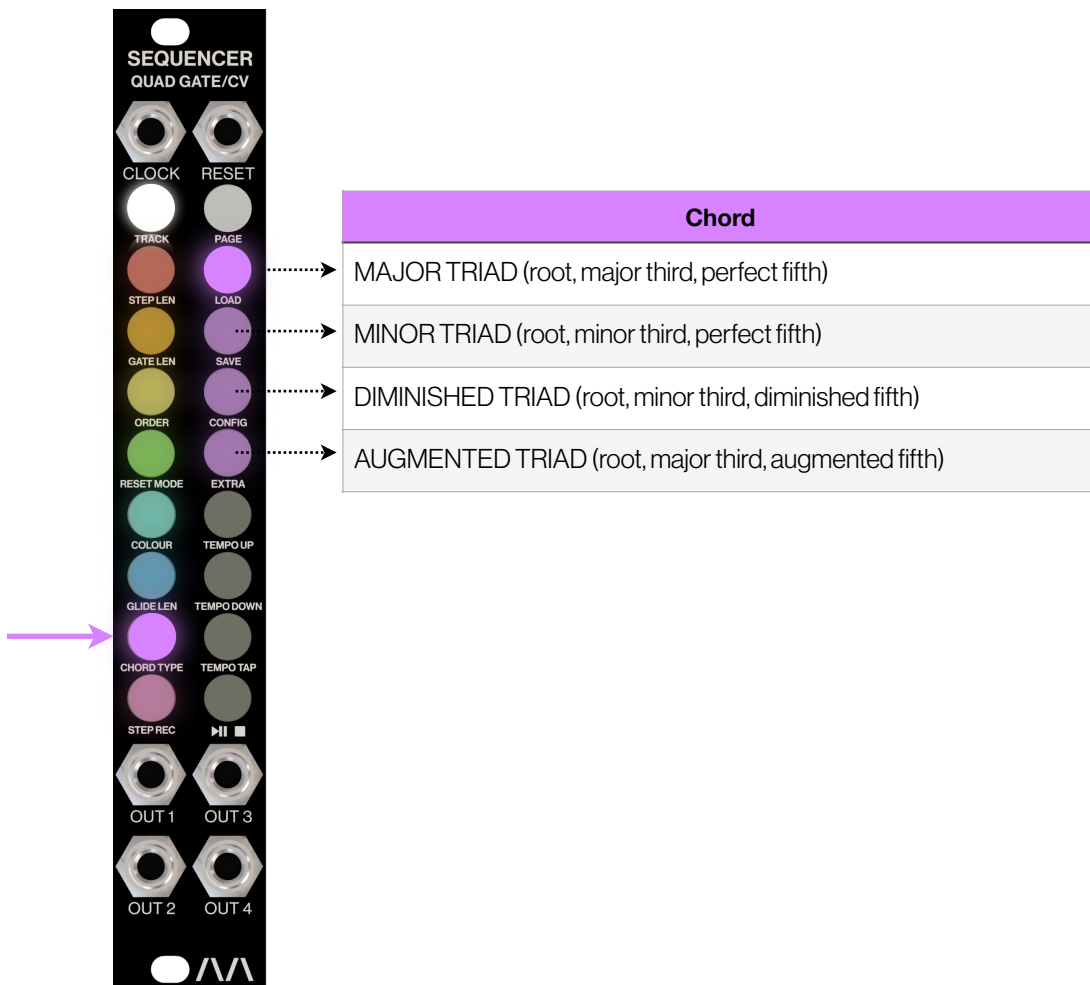 SEQUENCER
QUAD GATE/CV
CLOCK RESET
TRACK PAGE
STEP LEN LOAD
GATE LEN SAVE
ORDER CONFIG
RESET MODE EXTRA
COLOUR TEMPO UP
GLIDE LEN TEMPO DOWN
CHORD TYPE TEMPO TAP
STEP REC
OUT 1 OUT 3
OUT 2 OUT 4
Chord
MAJOR TRIAD (root, major third, perfect fifth)
MINOR TRIAD (root, minor third, perfect fifth)
DIMINISHED TRIAD (root, minor third, diminished fifth)
AUGMENTED TRIAD (root, major third, augmented fifth)